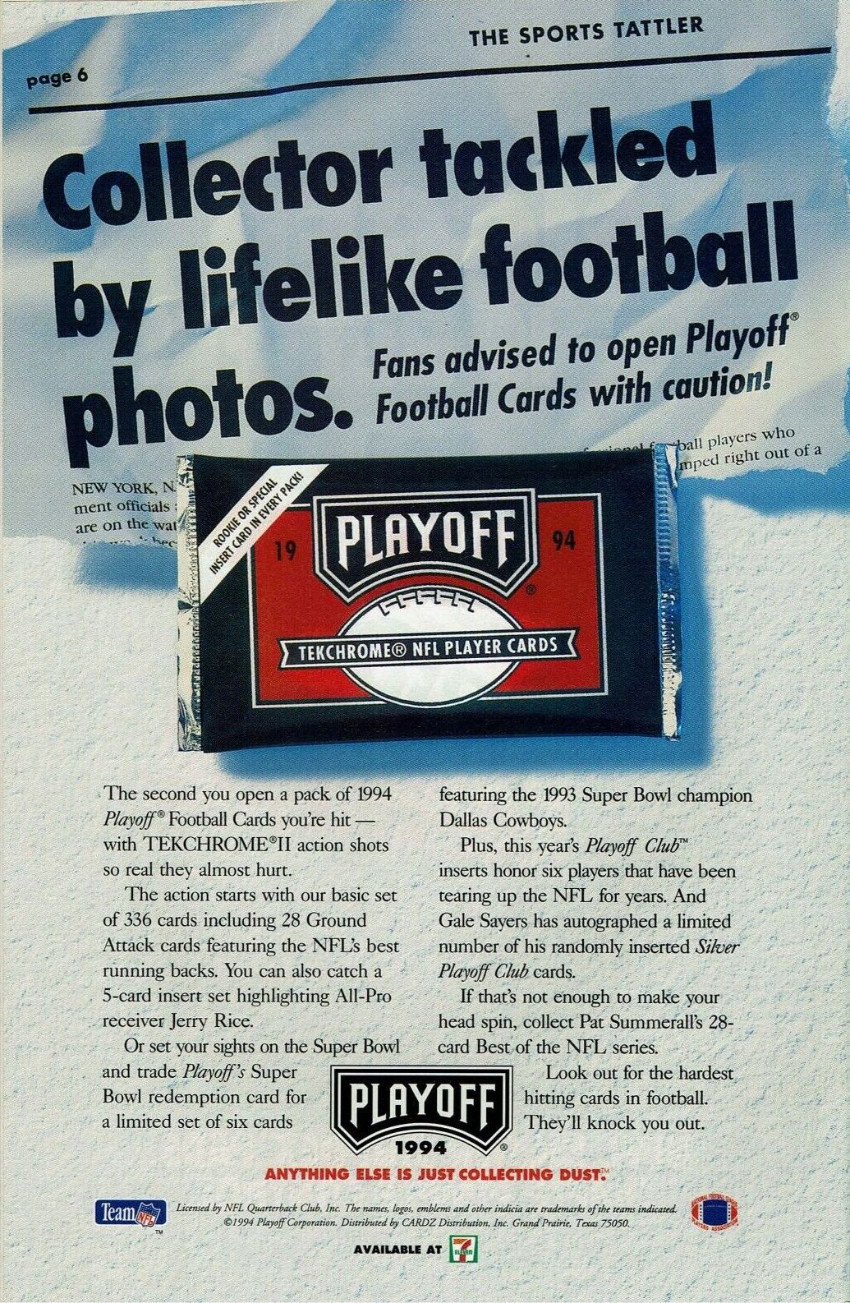 THE SPORTS TATTLER
page 6
Collector tackled
by lifelike football
photos.
Fans advised to open Playoff®
Football Cards with caution!
NEW YORK, N
ment officials
are on the wat
ball players who
mped right out of a
ROOKIE OR SPECIAL
INSERT CARD IN EVERY PACK!
19 PLAYOFF® 94
TEKCHROME® NFL PLAYER CARDS
The second you open a pack of 1994
Playoff® Football Cards you're hit —
with TEKCHROME®II action shots
so real they almost hurt.
The action starts with our basic set
of 336 cards including 28 Ground
Attack cards featuring the NFL's best
running backs. You can also catch a
5-card insert set highlighting All-Pro
receiver Jerry Rice.
Or set your sights on the Super Bowl
and trade Playoff's Super
Bowl redemption card for
a limited set of six cards
featuring the 1993 Super Bowl champion
Dallas Cowboys.
Plus, this year's Playoff Club™
inserts honor six players that have been
tearing up the NFL for years. And
Gale Sayers has autographed a limited
number of his randomly inserted Silver
Playoff Club cards.
If that's not enough to make your
head spin, collect Pat Summerall's 28-
card Best of the NFL series.
Look out for the hardest
hitting cards in football.
They'll knock you out.
PLAYOFF
1994®
ANYTHING ELSE IS JUST COLLECTING DUST.™
Team NFL™
Licensed by NFL Quarterback Club, Inc. The names, logos, emblems and other indicia are trademarks of the teams indicated.
©1994 Playoff Corporation. Distributed by CARDZ Distribution, Inc. Grand Prairie, Texas 75050.
AVAILABLE AT 7 ELEVEN